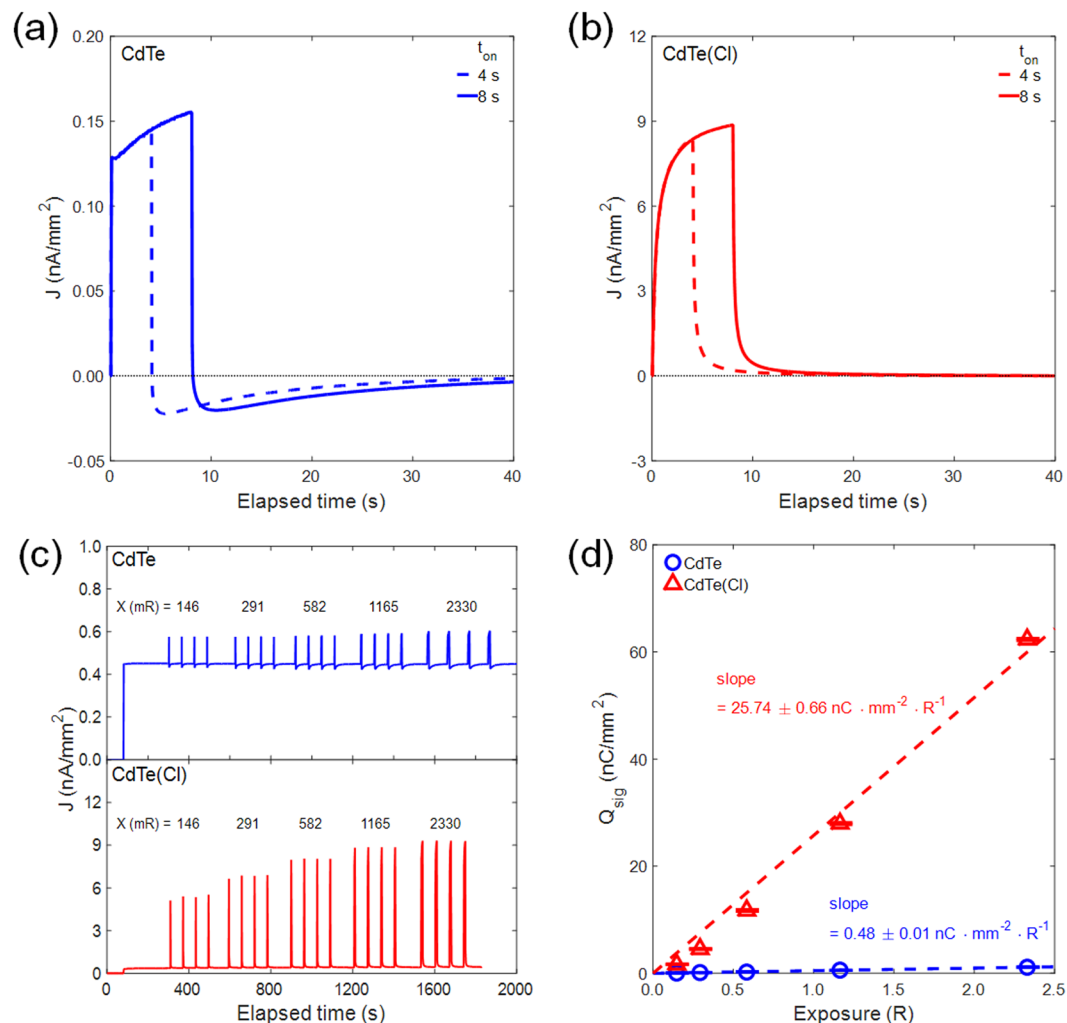 (a)
CdTe
t_on
4 s
8 s
0.20
0.15
0.10
0.05
0.00
-0.05
J (nA/mm²)
0 10 20 30 40
Elapsed time (s)
(b)
CdTe(Cl)
t_on
4 s
8 s
12
9
6
3
0
-3
J (nA/mm²)
0 10 20 30 40
Elapsed time (s)
(c)
CdTe
X (mR) = 146 291 582 1165 2330
1.0
0.8
0.6
0.4
0.2
0.0
J (nA/mm²)
CdTe(Cl)
X (mR) = 146 291 582 1165 2330
12
9
6
3
0
0 400 800 1200 1600 2000
Elapsed time (s)
(d)
CdTe
CdTe(Cl)
80
60
40
20
0
Q_sig (nC/mm²)
slope
= 25.74 ± 0.66 nC · mm⁻² · R⁻¹
slope
= 0.48 ± 0.01 nC · mm⁻² · R⁻¹
0.0 0.5 1.0 1.5 2.0 2.5
Exposure (R)